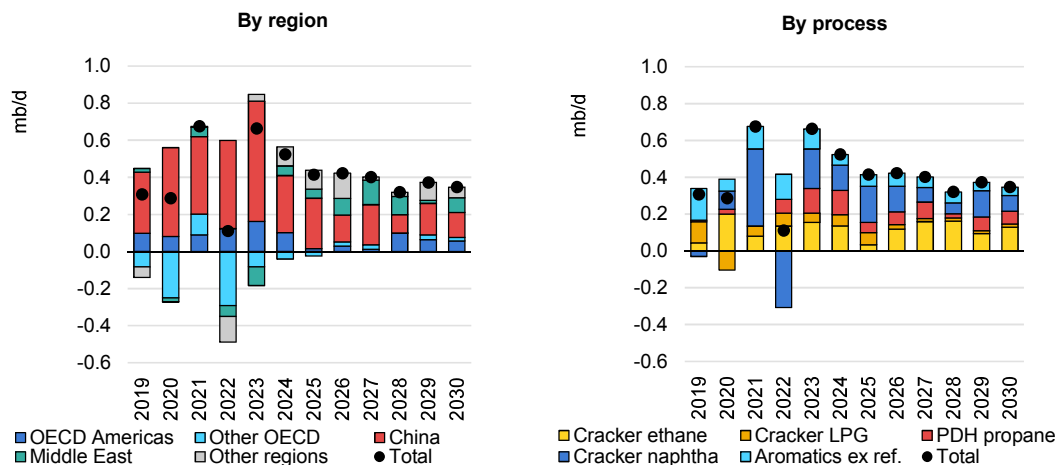 By region
mb/d
1.0
0.8
0.6
0.4
0.2
0.0
-0.2
-0.4
-0.6
2019
2020
2021
2022
2023
2024
2025
2026
2027
2028
2029
2030
OECD Americas
Other OECD
China
Middle East
Other regions
Total
By process
mb/d
1.0
0.8
0.6
0.4
0.2
0.0
-0.2
-0.4
-0.6
2019
2020
2021
2022
2023
2024
2025
2026
2027
2028
2029
2030
Cracker ethane
Cracker LPG
PDH propane
Cracker naphtha
Aromatics ex ref.
Total